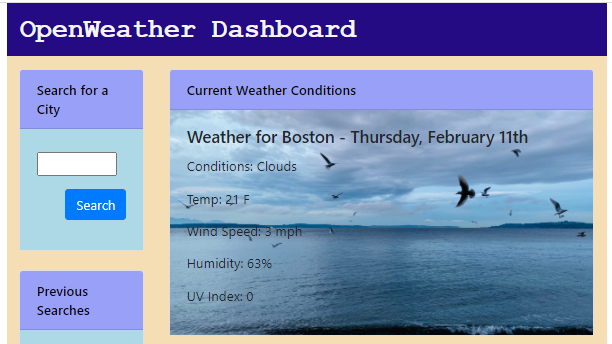 OpenWeather Dashboard
Search for a
City
Search
Previous
Searches
Current Weather Conditions
Weather for Boston - Thursday, February 11th
Conditions: Clouds
Temp: 21 F
Wind Speed: 3 mph
Humidity: 63%
UV Index: 0